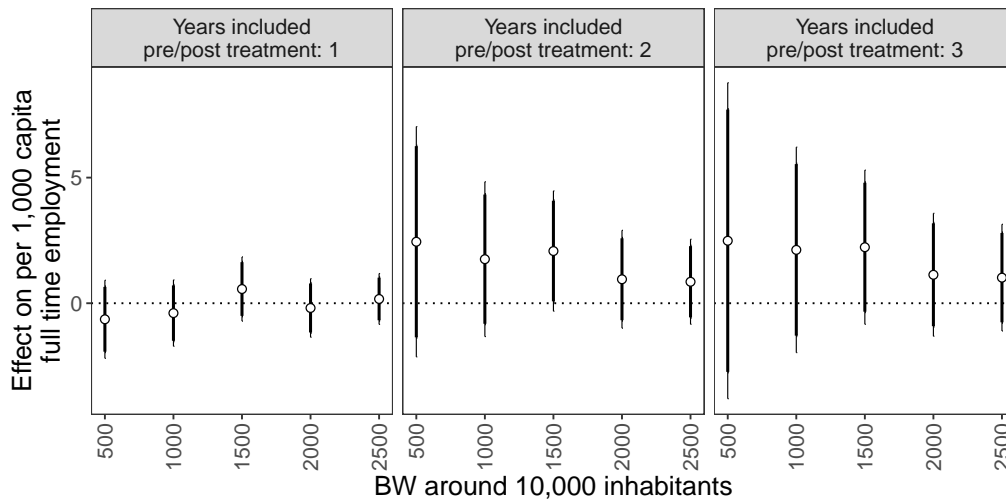 Years included
pre/post treatment: 1
Years included
pre/post treatment: 2
Years included
pre/post treatment: 3
Effect on per 1,000 capita
full time employment
5
0
500
1000
1500
2000
2500
500
1000
1500
2000
2500
500
1000
1500
2000
2500
BW around 10,000 inhabitants